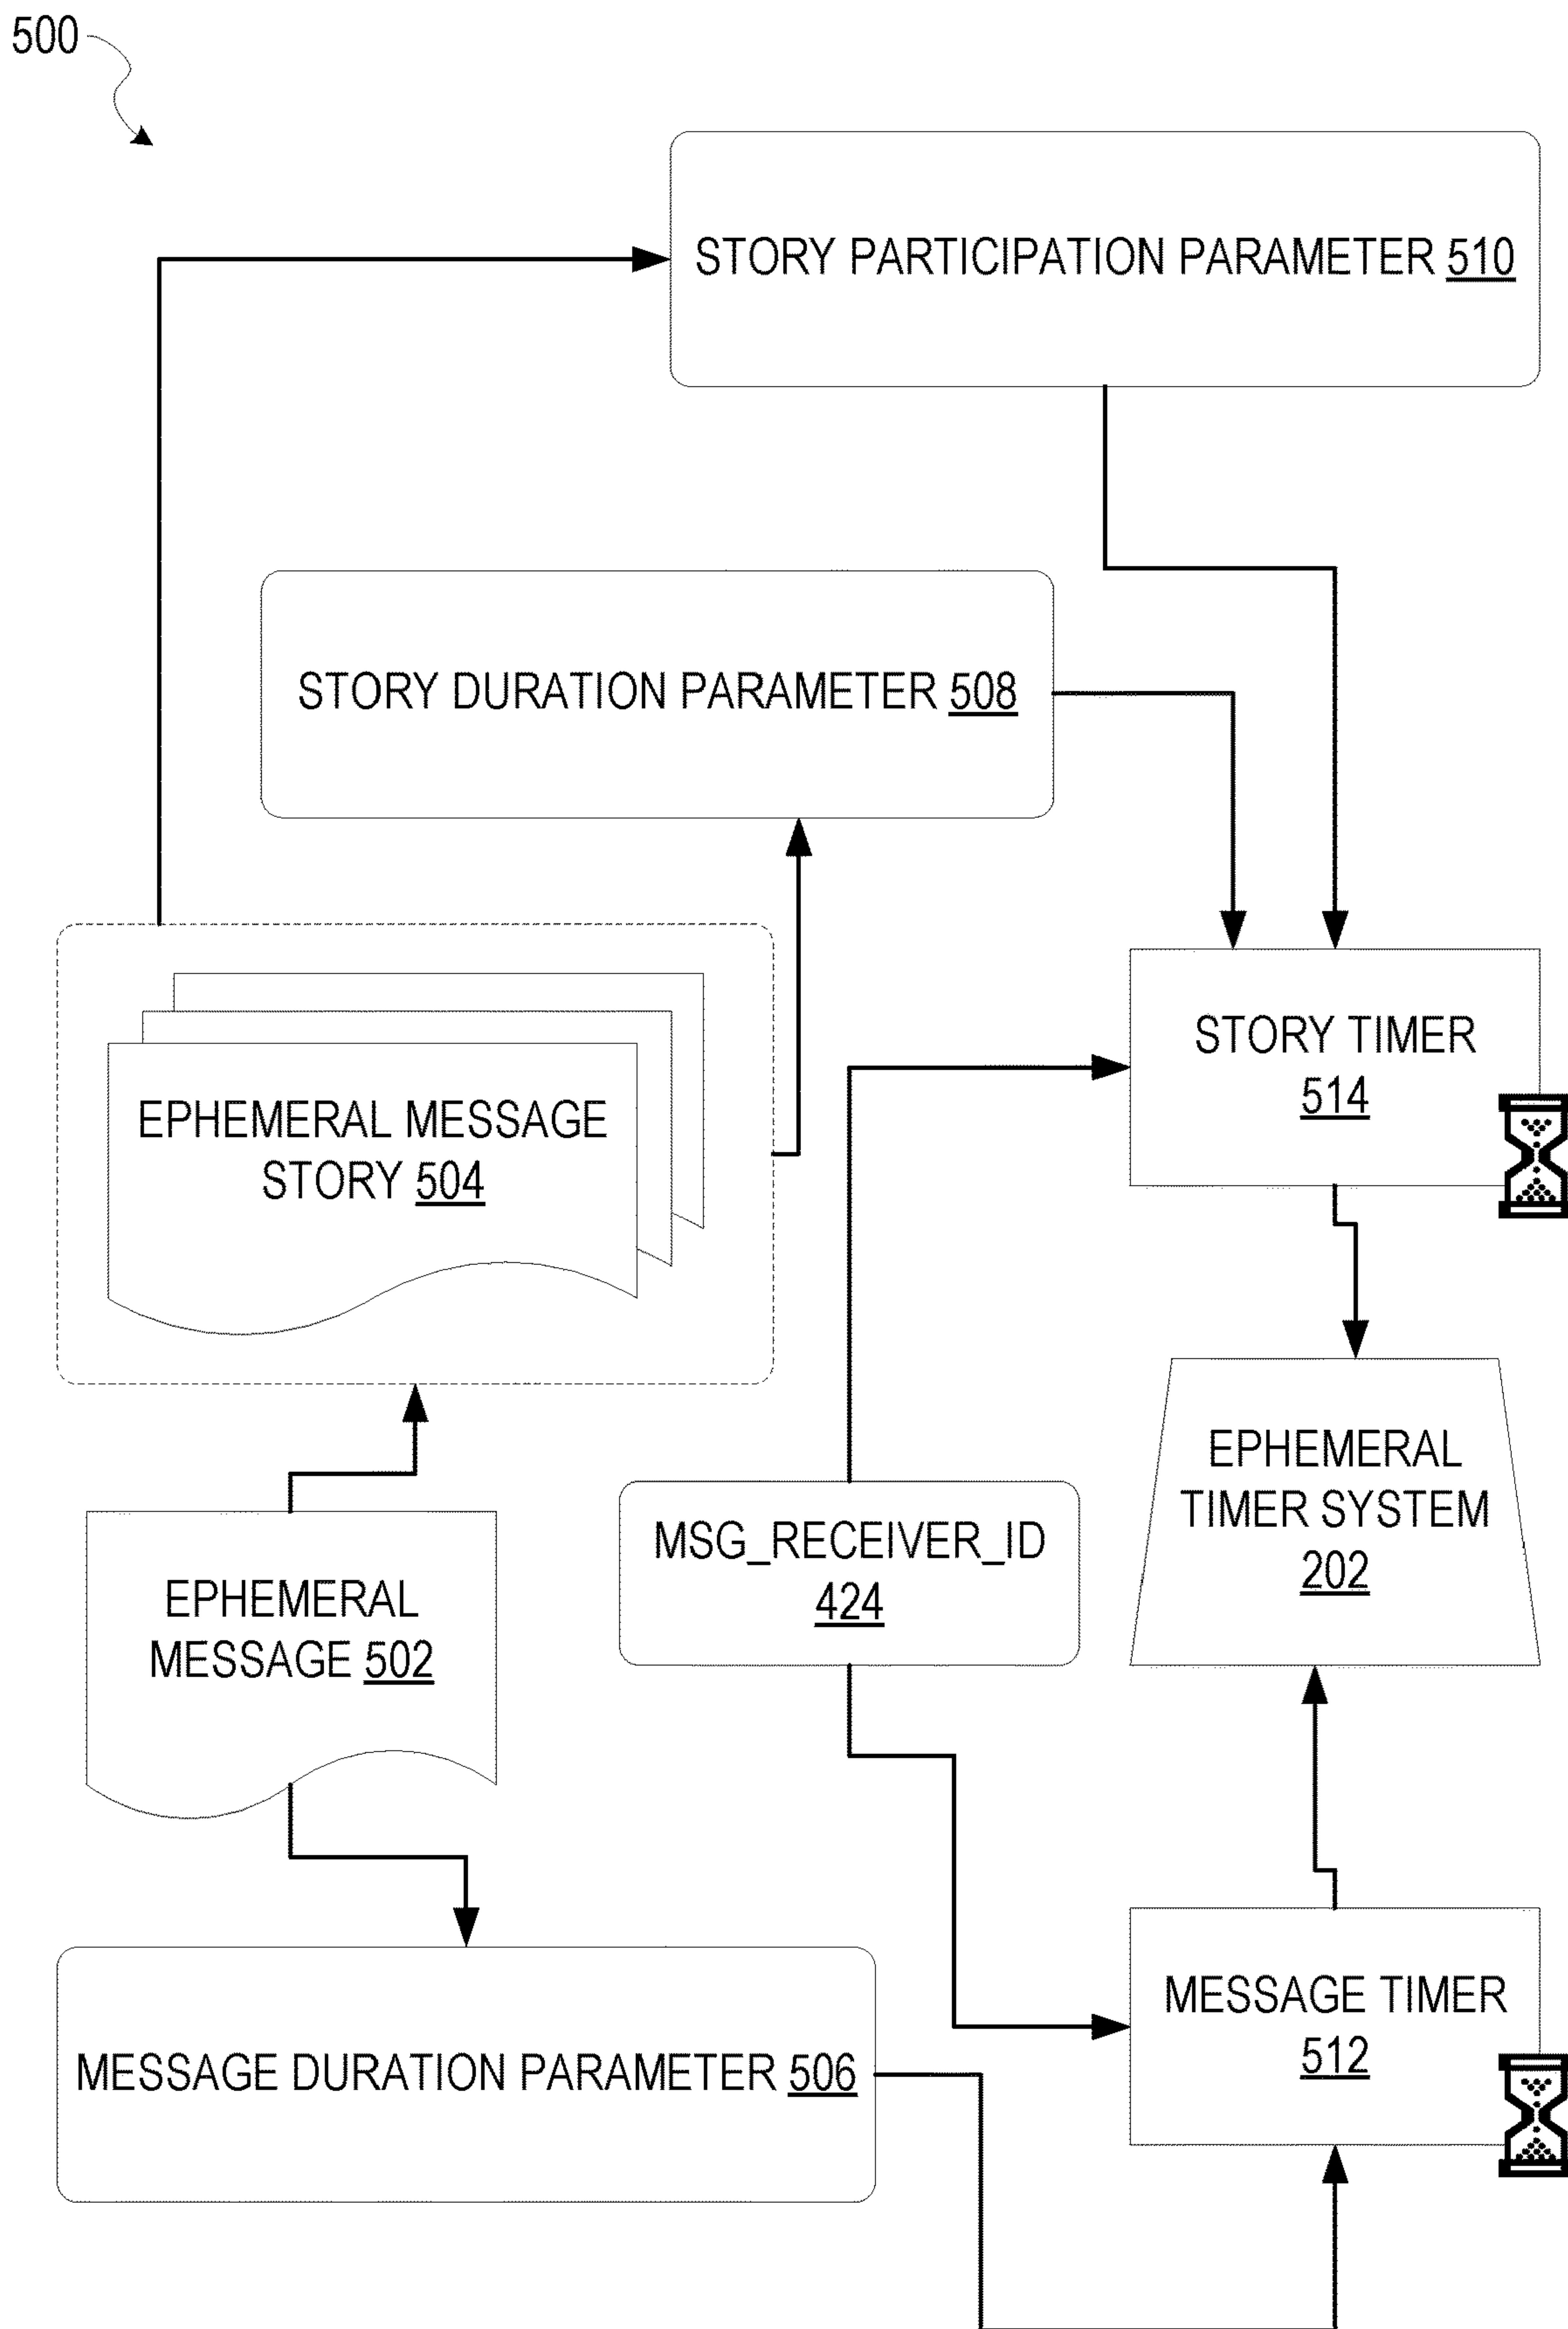 500
STORY PARTICIPATION PARAMETER 510
STORY DURATION PARAMETER 508
STORY TIMER
514
EPHEMERAL MESSAGE
STORY 504
EPHEMERAL
TIMER SYSTEM
202
MSG_RECEIVER_ID
424
EPHEMERAL
MESSAGE 502
MESSAGE TIMER
512
MESSAGE DURATION PARAMETER 506